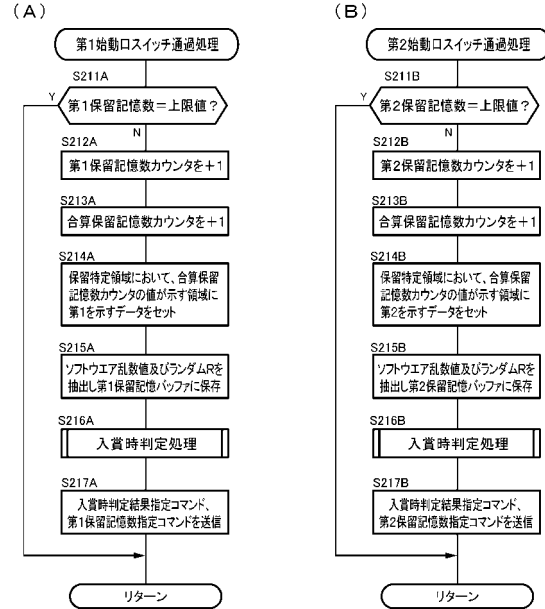 (A)
第1始動口スイッチ通過処理
S211A
Y
第1保留記憶数＝上限値？
N
S212A
第1保留記憶数カウンタを＋1
S213A
合算保留記憶数カウンタを＋1
S214A
保留特定領域において、合算保留
記憶数カウンタの値が示す領域に
第1を示すデータをセット
S215A
ソフトウエア乱数値及びランダムRを
抽出し第1保留記憶バッファに保存
S216A
入賞時判定処理
S217A
入賞時判定結果指定コマンド、
第1保留記憶数指定コマンドを送信
リターン
(B)
第2始動口スイッチ通過処理
S211B
Y
第2保留記憶数＝上限値？
N
S212B
第2保留記憶数カウンタを＋1
S213B
合算保留記憶数カウンタを＋1
S214B
保留特定領域において、合算保留
記憶数カウンタの値が示す領域に
第2を示すデータをセット
S215B
ソフトウエア乱数値及びランダムRを
抽出し第2保留記憶バッファに保存
S216B
入賞時判定処理
S217B
入賞時判定結果指定コマンド、
第2保留記憶数指定コマンドを送信
リターン